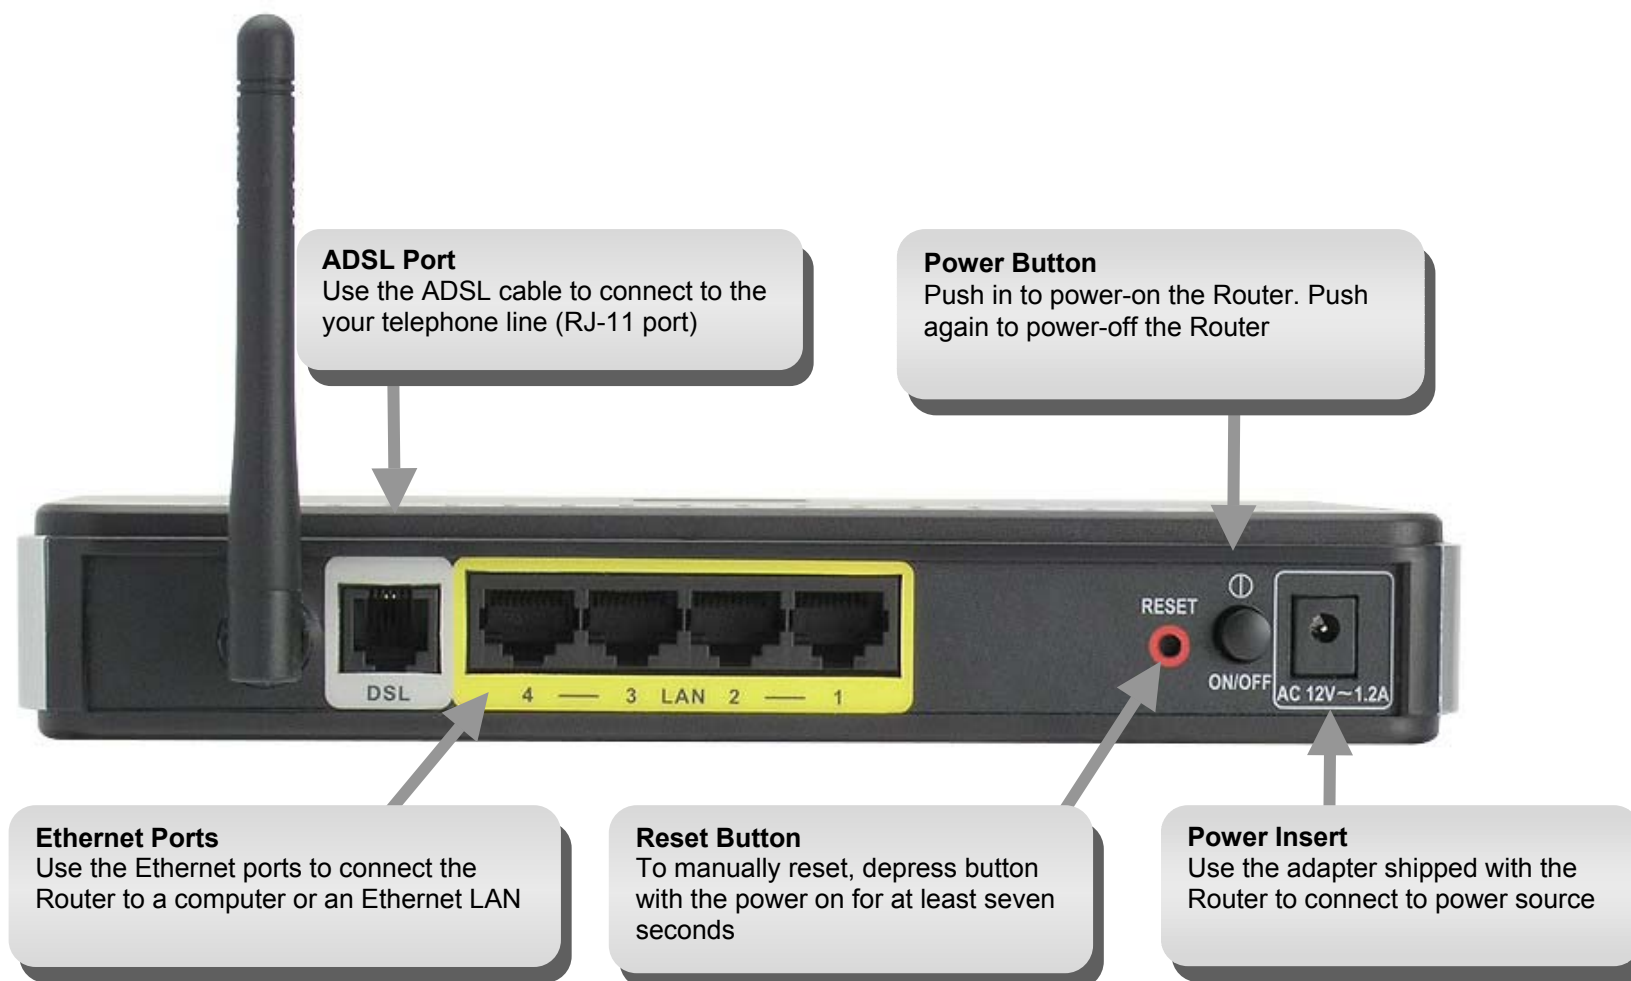 ADSL Port
Use the ADSL cable to connect to the
your telephone line (RJ-11 port)
Power Button
Push in to power-on the Router. Push
again to power-off the Router
RESET
ON/OFF
AC 12V～1.2A
DSL
4 — 3 LAN 2 — 1
Ethernet Ports
Use the Ethernet ports to connect the
Router to a computer or an Ethernet LAN
Reset Button
To manually reset, depress button
with the power on for at least seven
seconds
Power Insert
Use the adapter shipped with the
Router to connect to power source